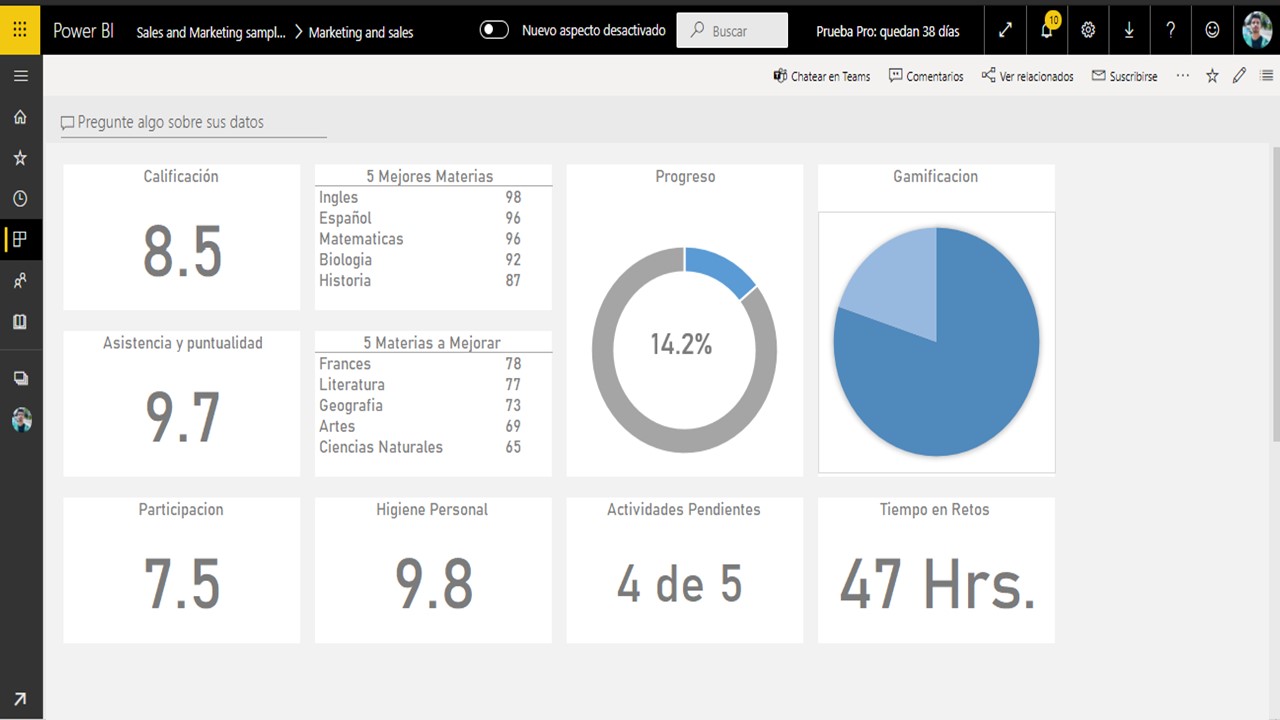 Power BI Sales and Marketing sampl... Marketing and sales Nuevo aspecto desactivado Buscar Prueba Pro: quedan 38 días 10 ?
Chatear en Teams Comentarios Ver relacionados Suscribirse ...
Pregunte algo sobre sus datos
Calificación
8.5
5 Mejores Materias
Ingles 98
Español 96
Matematicas 96
Biologia 92
Historia 87
Progreso
14.2%
Gamificacion
Asistencia y puntualidad
9.7
5 Materias a Mejorar
Frances 78
Literatura 77
Geografia 73
Artes 69
Ciencias Naturales 65
Participacion
7.5
Higiene Personal
9.8
Actividades Pendientes
4 de 5
Tiempo en Retos
47 Hrs.